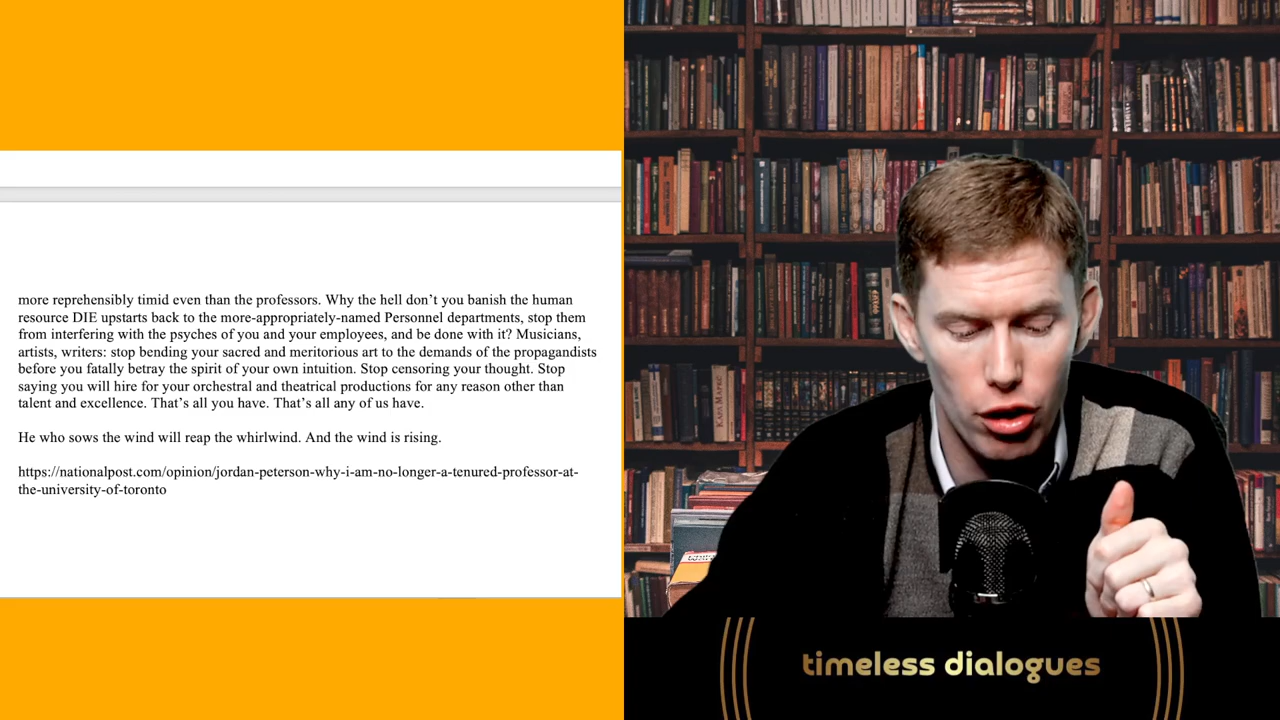 more reprehensibly timid even than the professors. Why the hell don’t you banish the human
resource DIE upstarts back to the more-appropriately-named Personnel departments, stop them
from interfering with the psyches of you and your employees, and be done with it? Musicians,
artists, writers: stop bending your sacred and meritorious art to the demands of the propagandists
before you fatally betray the spirit of your own intuition. Stop censoring your thought. Stop
saying you will hire for your orchestral and theatrical productions for any reason other than
talent and excellence. That’s all you have. That’s all any of us have.
He who sows the wind will reap the whirlwind. And the wind is rising.
https://nationalpost.com/opinion/jordan-peterson-why-i-am-no-longer-a-tenured-professor-at-
the-university-of-toronto
КАРЛ МАРКС
timeless dialogues